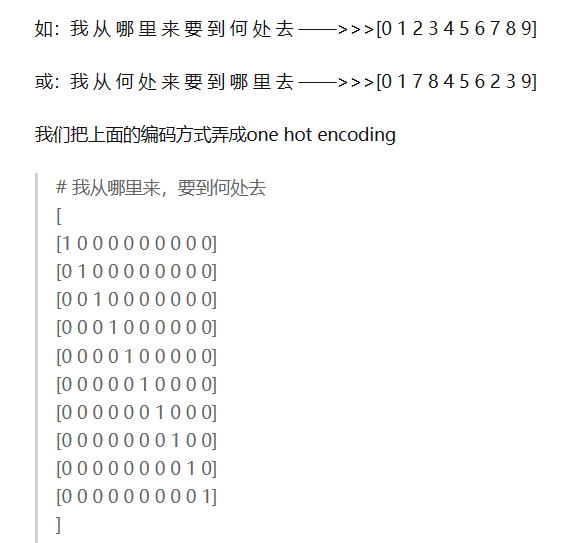 如：我 从 哪 里 来 要 到 何 处 去 ——>>>[0 1 2 3 4 5 6 7 8 9]
或：我 从 何 处 来 要 到 哪 里 去 ——>>>[0 1 7 8 4 5 6 2 3 9]
我们把上面的编码方式弄成one hot encoding
# 我从哪里来，要到何处去
[
[1 0 0 0 0 0 0 0 0 0]
[0 1 0 0 0 0 0 0 0 0]
[0 0 1 0 0 0 0 0 0 0]
[0 0 0 1 0 0 0 0 0 0]
[0 0 0 0 1 0 0 0 0 0]
[0 0 0 0 0 1 0 0 0 0]
[0 0 0 0 0 0 1 0 0 0]
[0 0 0 0 0 0 0 1 0 0]
[0 0 0 0 0 0 0 0 1 0]
[0 0 0 0 0 0 0 0 0 1]
]